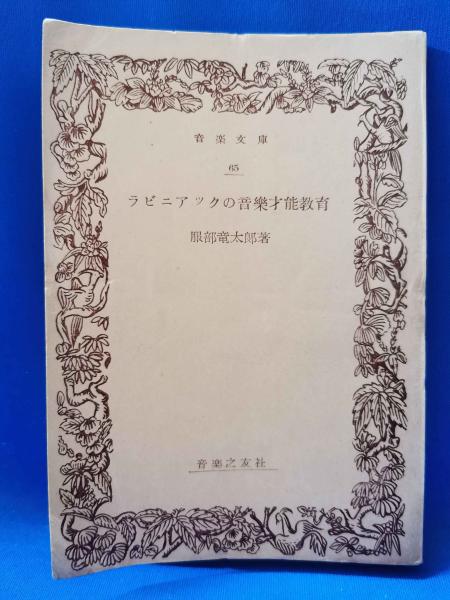 音楽文庫
65
ラビニアックの音樂才能教育
服部竜太郎著
音楽之友社